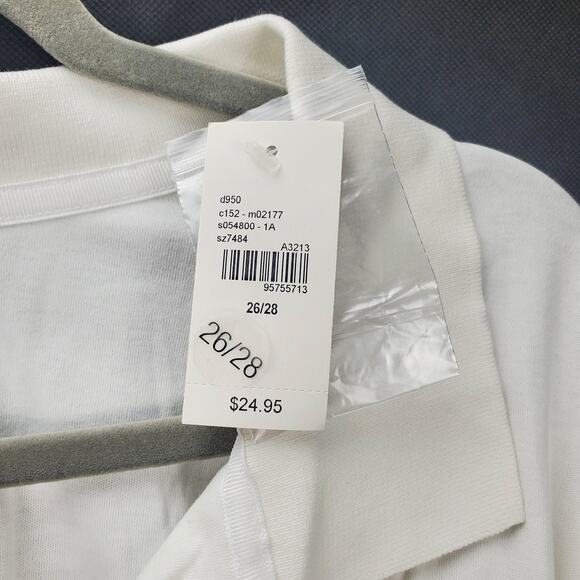 d950
c152 - m02177
s054800 - 1A
sz7484
A3213
95755713
26/28
26/28
$24.95